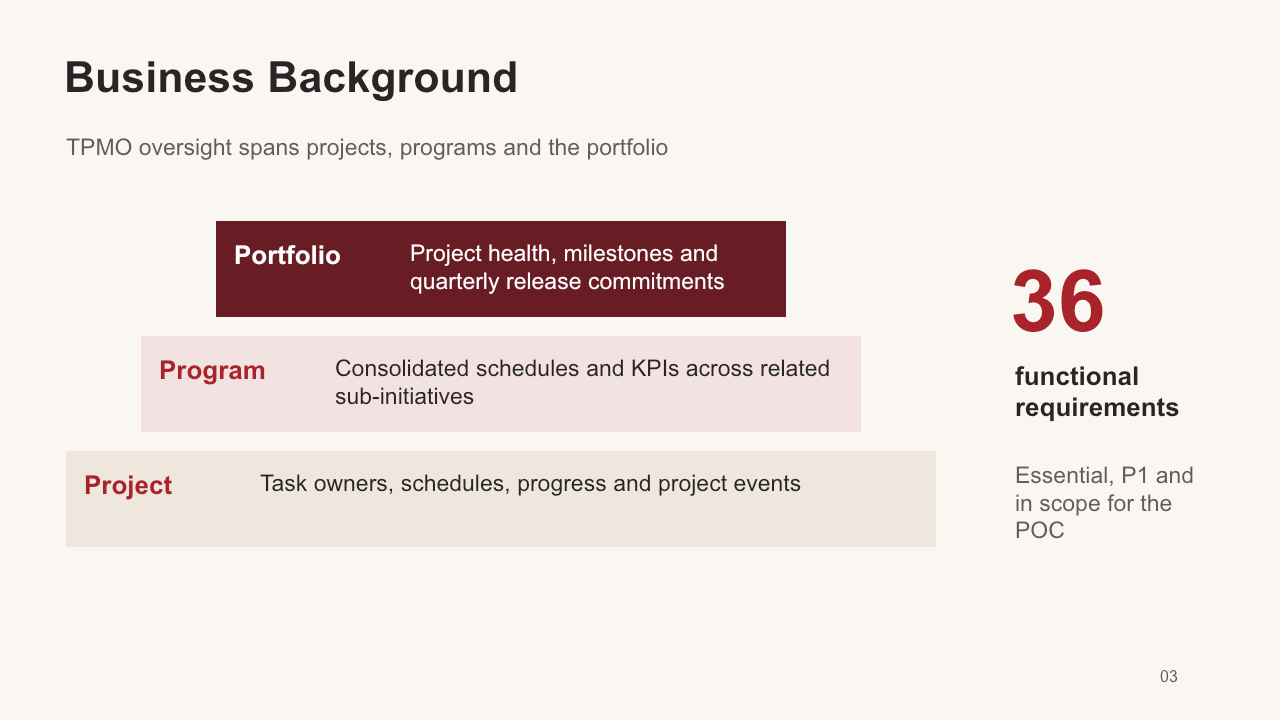 Business Background
TPMO oversight spans projects, programs and the portfolio
Portfolio
Project health, milestones and
quarterly release commitments
Program
Consolidated schedules and KPIs across related
sub-initiatives
Project
Task owners, schedules, progress and project events
36
functional
requirements
Essential, P1 and
in scope for the
POC
03